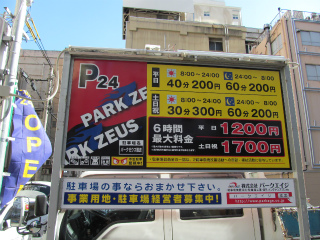 P24
PARK ZEUS
PARK ZEUS
平日
8:00〜24:00
24:00〜8:00
40分200円
60分200円
土日祝
8:00〜24:00
24:00〜8:00
30分300円
60分200円
6時間
最大料金
平日 1200円
土日祝 1700円
駐車場の事ならおまかせ下さい。
事業用地・駐車場経営者募集中!
株式会社 パークエイジ
OPE